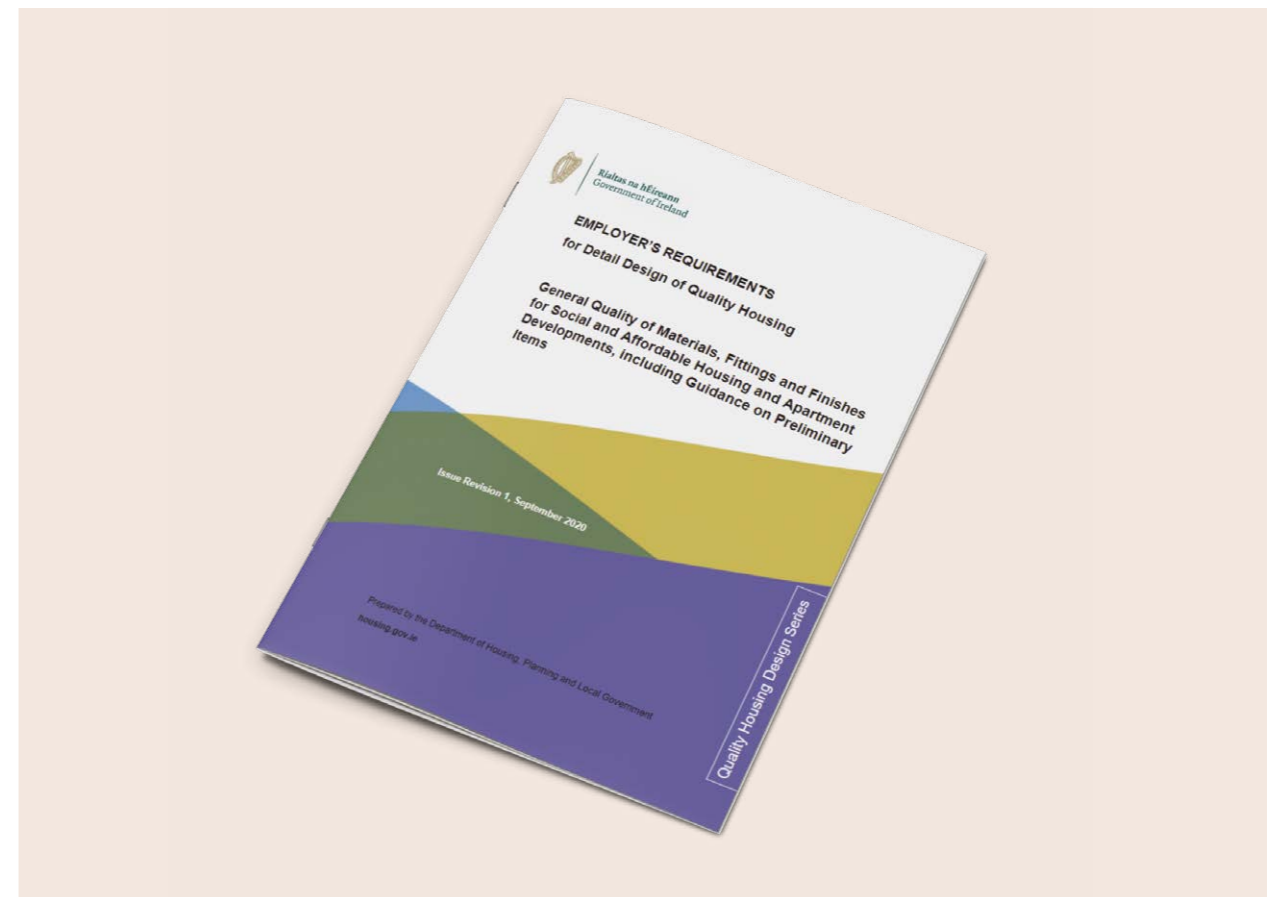 Rialtas na hÉireann
Government of Ireland
EMPLOYER'S REQUIREMENTS
for Detail Design of Quality Housing
General Quality of Materials, Fittings and Finishes
for Social and Affordable Housing and Apartment
Developments, including Guidance on Preliminary
Items
Issue Revision 1, September 2020
Prepared by the Department of Housing, Planning and Local Government
housing.gov.ie
Quality Housing Design Series